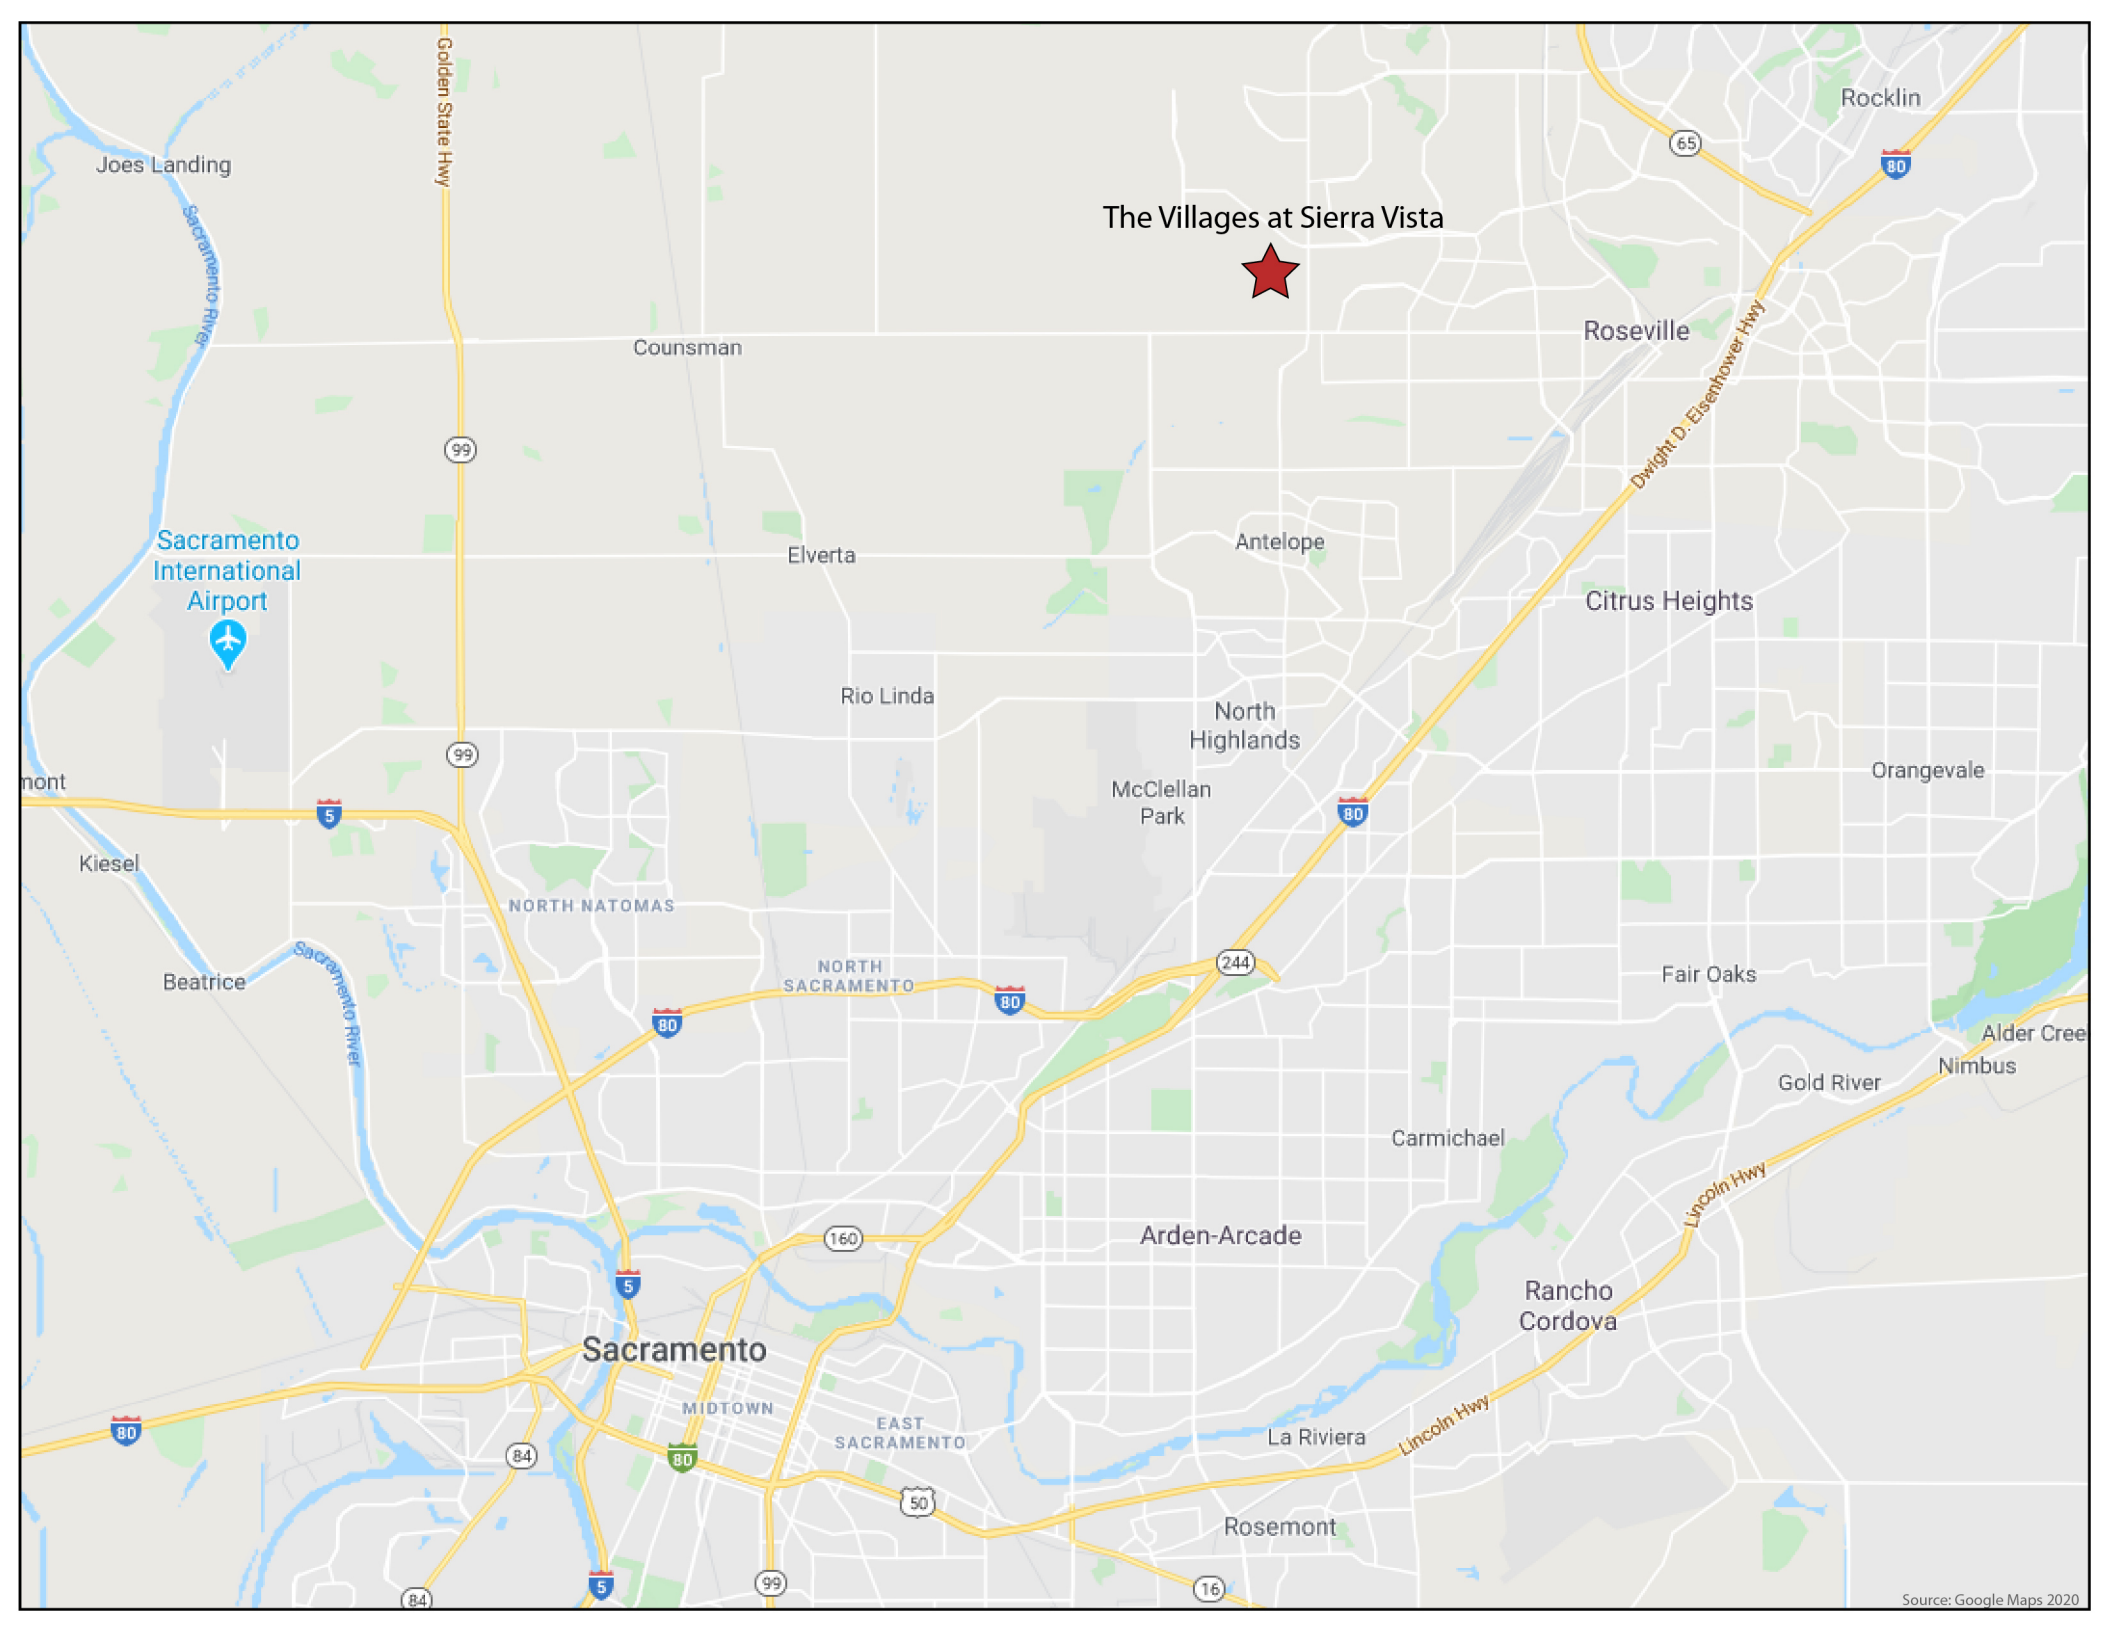 Golden State Hwy
Rocklin
65
80
Joes Landing
Sacramento River
The Villages at Sierra Vista
Roseville
Counsman
Dwight D. Eisenhower Hwy
99
Sacramento
International
Airport
Elverta
Antelope
Citrus Heights
Rio Linda
North
Highlands
99
mont
Orangevale
McClellan
Park
5
80
Kiesel
NORTH NATOMAS
244
Fair Oaks
NORTH
SACRAMENTO
Beatrice
Sacramento River
80
80
Alder Cree
Nimbus
Gold River
Carmichael
Lincoln Hwy
160
Arden-Arcade
5
Rancho
Cordova
Sacramento
MIDTOWN
EAST
SACRAMENTO
80
La Riviera
Lincoln Hwy
84
80
50
Rosemont
5
99
16
84
Source: Google Maps 2020